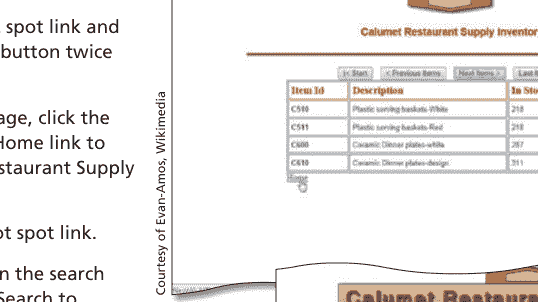 spot link and
button twice
age, click the
Home link to
staurant Supply
ot spot link.
n the search
Search to
Courtesy of Evan-Amos, Wikimedia
Calumet Restaurant Supply Inventor
|< Start < Previous Items Next Items > Last I
Item Id Description In Sto
C510 Plastic serving baskets-White 218
C511 Plastic serving baskets-Red 218
C600 Ceramic Dinner plates-white 287
C610 Ceramic Dinner plates-design 311
Home
Calumet Restaura